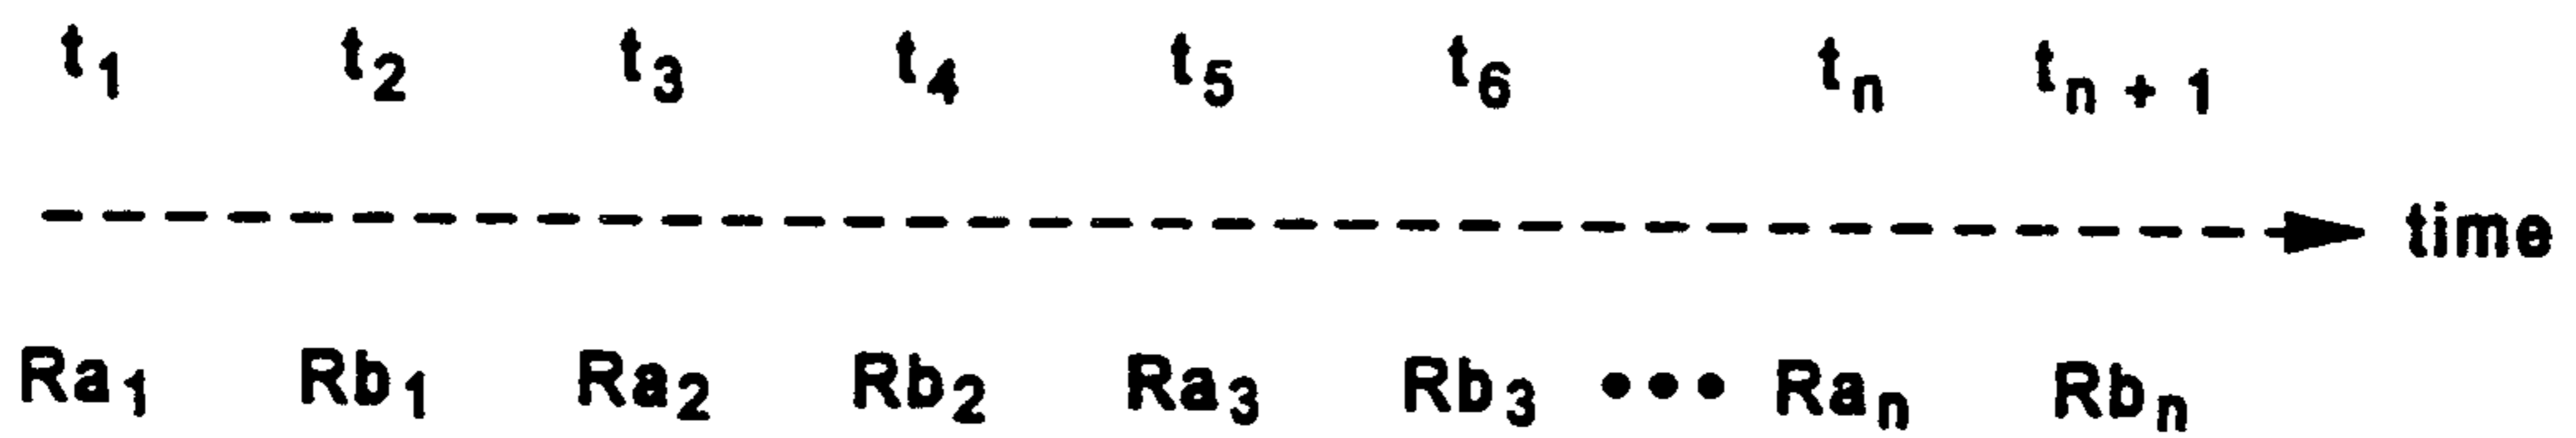 t1 t2 t3 t4 t5 t6 tn tn + 1
time
Ra1 Rb1 Ra2 Rb2 Ra3 Rb3 ••• Ran Rbn